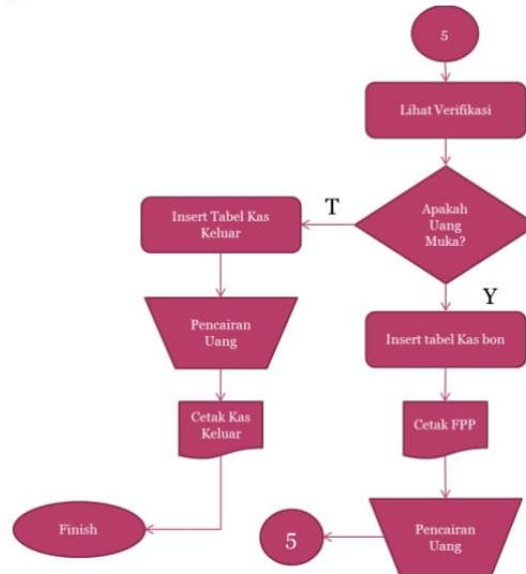 5
Lihat Verifikasi
Apakah
Uang
Muka?
T
Insert Tabel Kas
Keluar
Y
Pencairan
Uang
Insert tabel Kas bon
Cetak Kas
Keluar
Cetak FPP
Finish
5
Pencairan
Uang